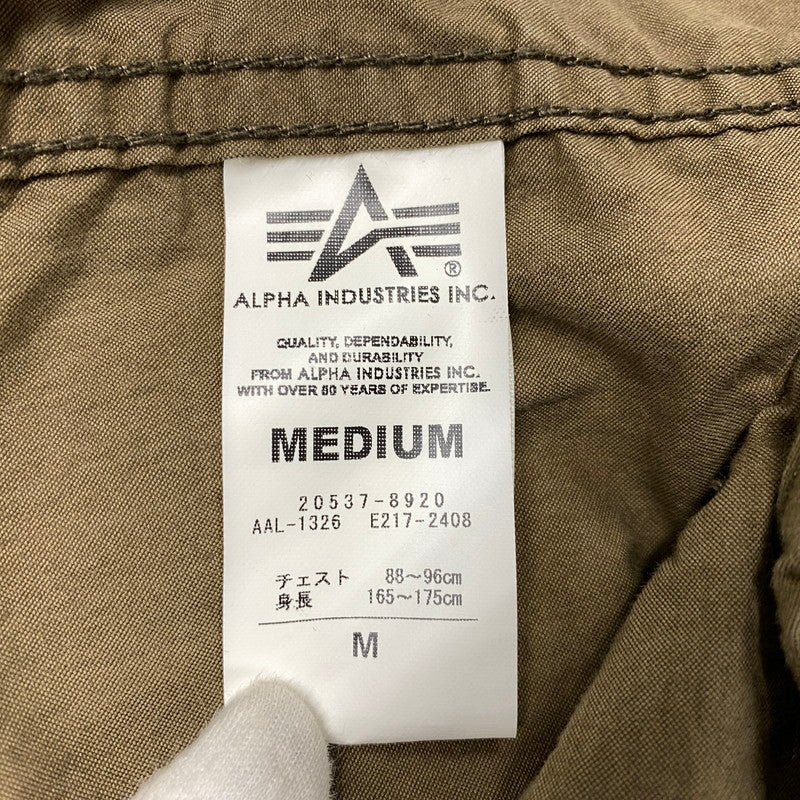 ®
ALPHA INDUSTRIES INC.
QUALITY, DEPENDABILITY,
AND DURABILITY
FROM ALPHA INDUSTRIES INC.
WITH OVER 50 YEARS OF EXPERTISE.
MEDIUM
20537-8920
AAL-1326 E217-2408
チェスト 88〜96cm
身長 165〜175cm
M